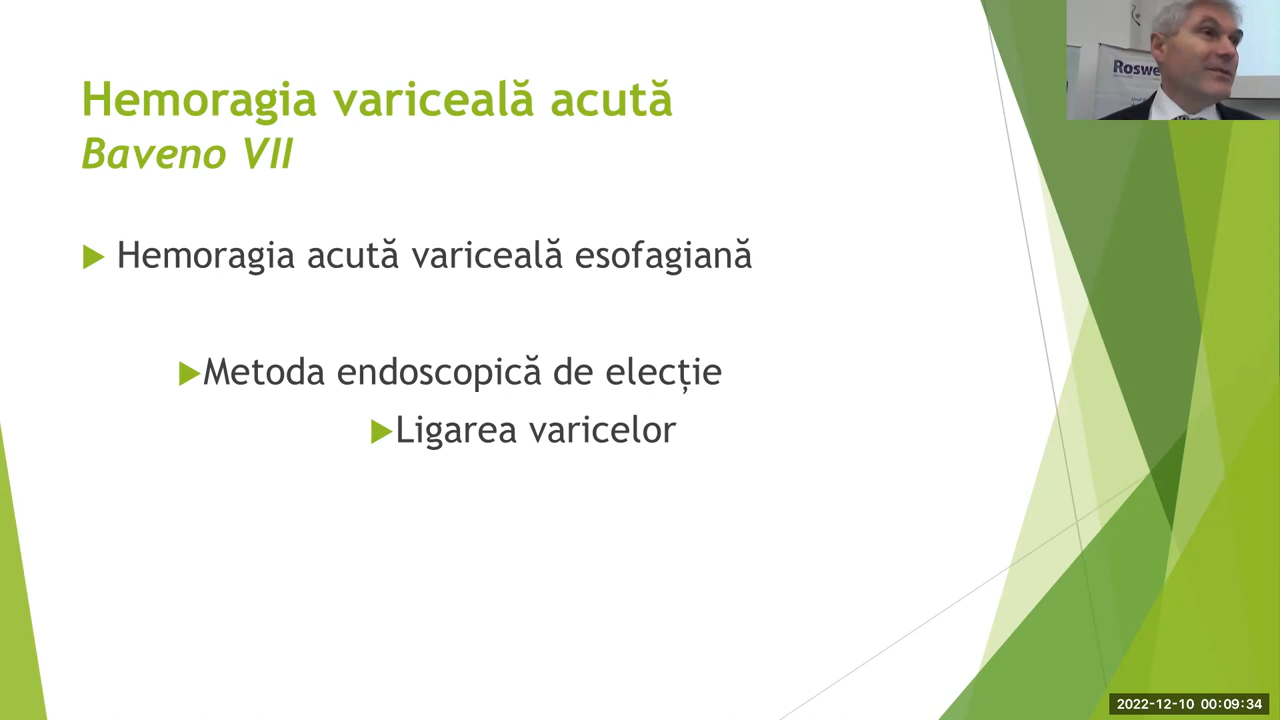 Hemoragia variceală acută
Baveno VII
Hemoragia acută variceală esofagiană
Metoda endoscopică de elecție
Ligarea varicelor
2022-12-10 00:09:34